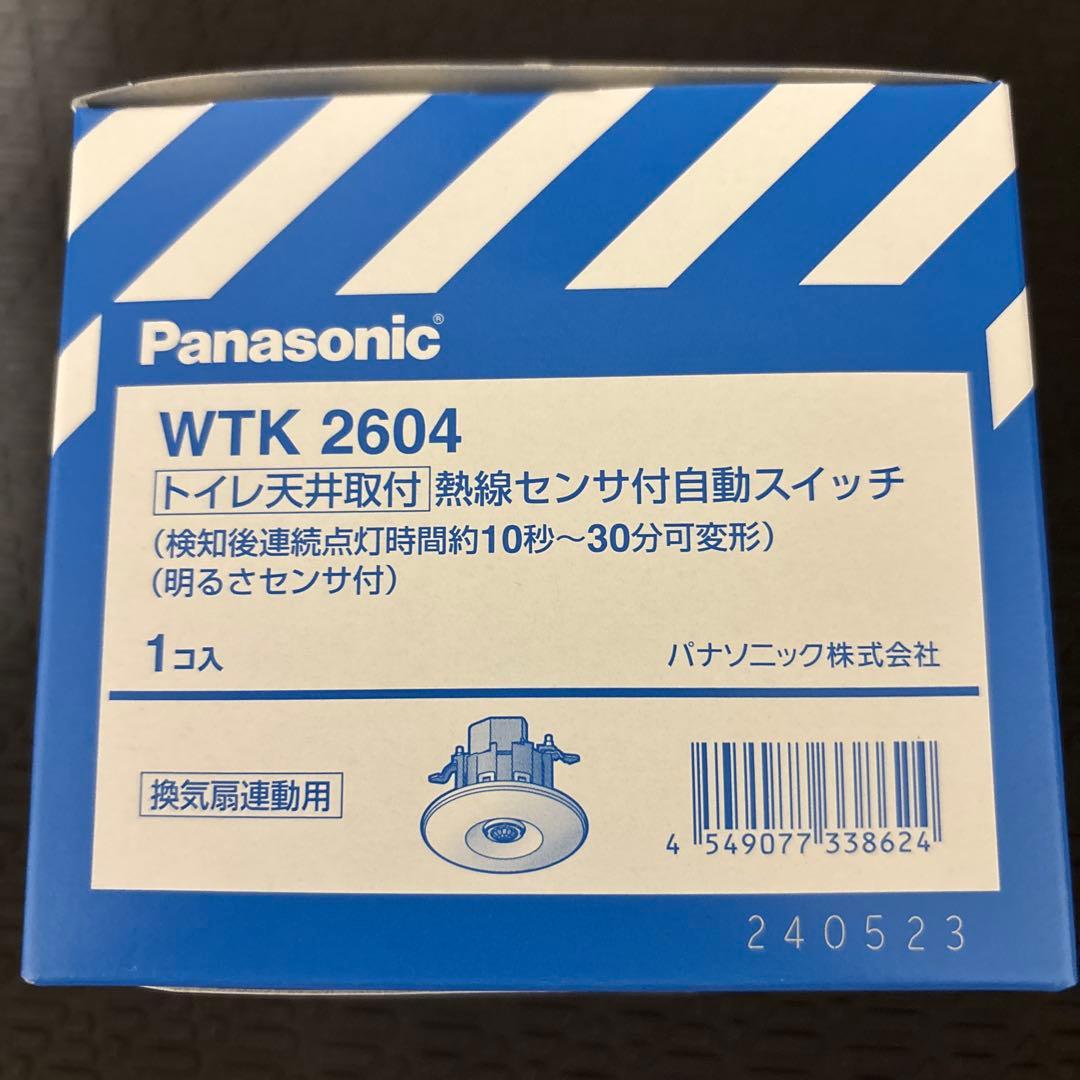 Panasonic®
WTK 2604
トイレ天井取付 熱線センサ付自動スイッチ
(検知後連続点灯時間約10秒～30分可変形)
(明るさセンサ付)
1コ入
パナソニック株式会社
換気扇連動用
4 549077 338624
240523